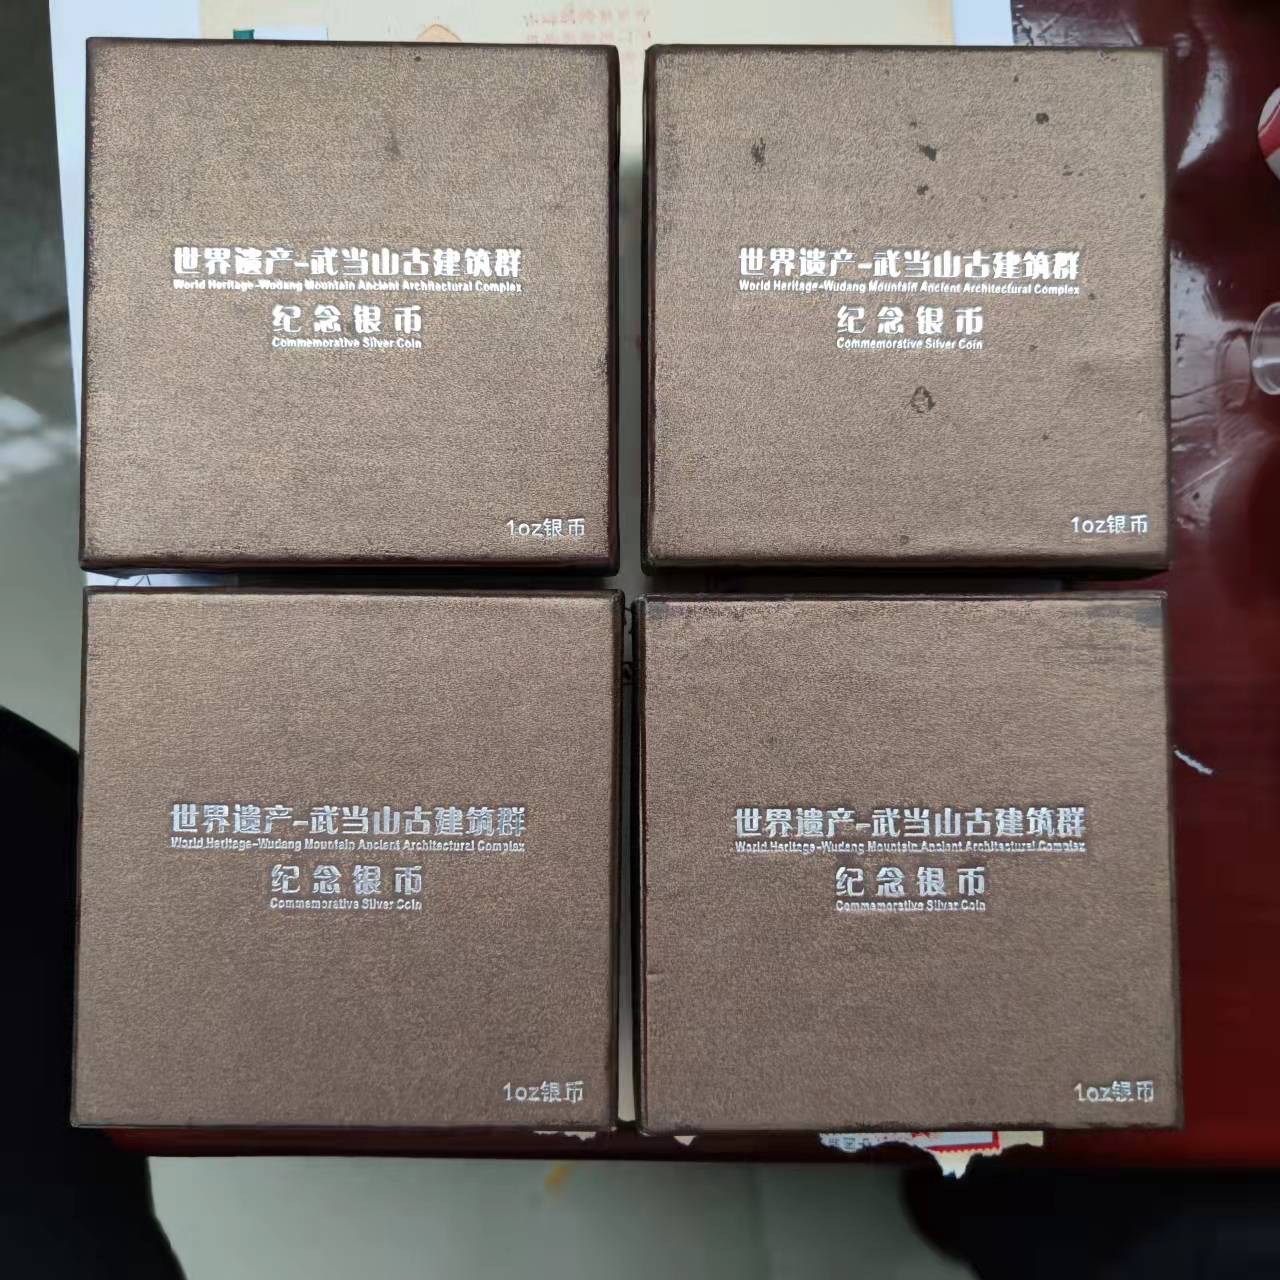 世界遗产-武当山古建筑群
World Heritage-Wudang Mountain Ancient Architectural Complex
纪念银币
Commemorative Silver Coin
1oz银币
世界遗产-武当山古建筑群
World Heritage-Wudang Mountain Ancient Architectural Complex
纪念银币
Commemorative Silver Coin
1oz银币
世界遗产-武当山古建筑群
World Heritage-Wudang Mountain Ancient Architectural Complex
纪念银币
Commemorative Silver Coin
1oz银币
世界遗产-武当山古建筑群
World Heritage-Wudang Mountain Ancient Architectural Complex
纪念银币
Commemorative Silver Coin
1oz银币